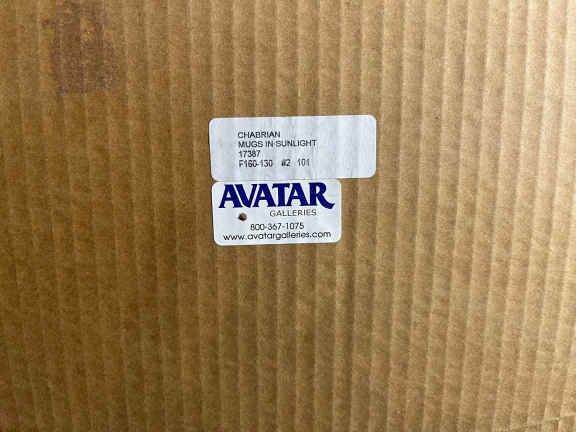 CHABRIAN
MUGS IN SUNLIGHT
17387
F160-130 #2 101
AVATAR
GALLERIES
800-367-1075
www.avatargalleries.com